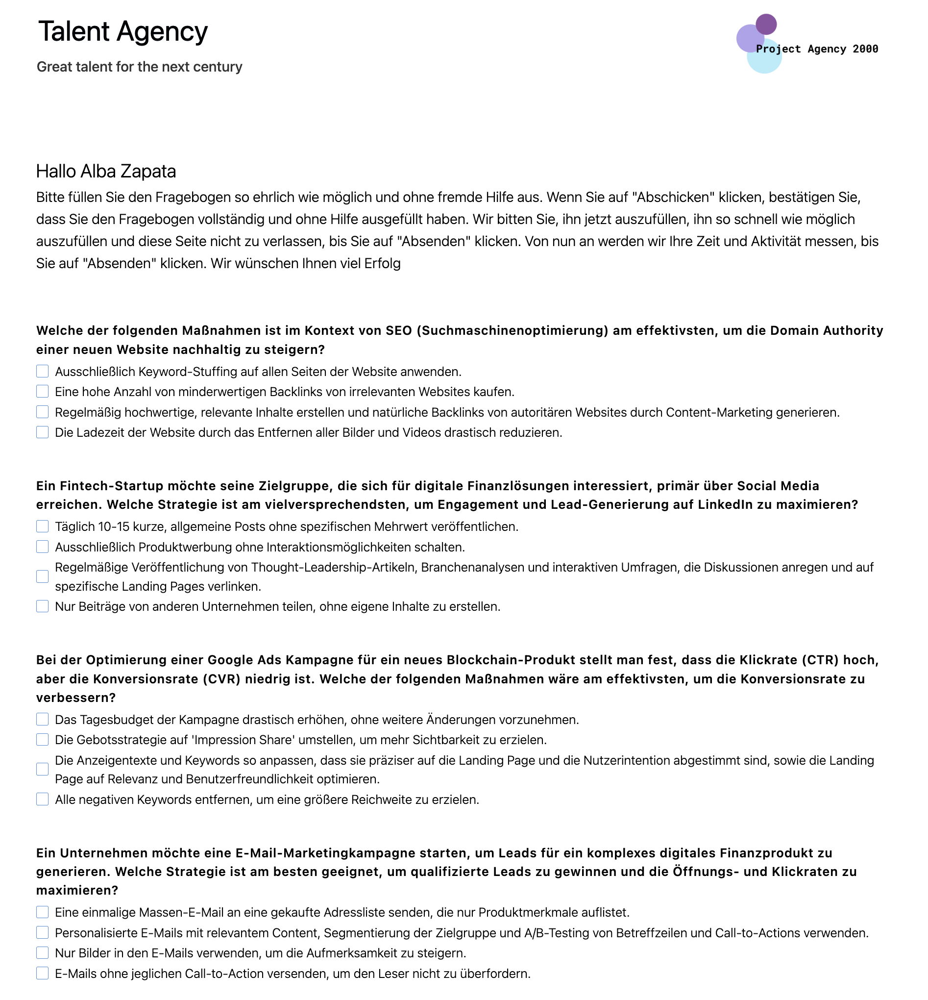 Talent Agency
Project Agency 2000
Great talent for the next century
Hallo Alba Zapata
Bitte füllen Sie den Fragebogen so ehrlich wie möglich und ohne fremde Hilfe aus. Wenn Sie auf "Abschicken" klicken, bestätigen Sie,
dass Sie den Fragebogen vollständig und ohne Hilfe ausgefüllt haben. Wir bitten Sie, ihn jetzt auszufüllen, ihn so schnell wie möglich
auszufüllen und diese Seite nicht zu verlassen, bis Sie auf "Absenden" klicken. Von nun an werden wir Ihre Zeit und Aktivität messen, bis
Sie auf "Absenden" klicken. Wir wünschen Ihnen viel Erfolg
Welche der folgenden Maßnahmen ist im Kontext von SEO (Suchmaschinenoptimierung) am effektivsten, um die Domain Authority
einer neuen Website nachhaltig zu steigern?
Ausschließlich Keyword-Stuffing auf allen Seiten der Website anwenden.
Eine hohe Anzahl von minderwertigen Backlinks von irrelevanten Websites kaufen.
Regelmäßig hochwertige, relevante Inhalte erstellen und natürliche Backlinks von autoritären Websites durch Content-Marketing generieren.
Die Ladezeit der Website durch das Entfernen aller Bilder und Videos drastisch reduzieren.
Ein Fintech-Startup möchte seine Zielgruppe, die sich für digitale Finanzlösungen interessiert, primär über Social Media
erreichen. Welche Strategie ist am vielversprechendsten, um Engagement und Lead-Generierung auf LinkedIn zu maximieren?
Täglich 10-15 kurze, allgemeine Posts ohne spezifischen Mehrwert veröffentlichen.
Ausschließlich Produktwerbung ohne Interaktionsmöglichkeiten schalten.
Regelmäßige Veröffentlichung von Thought-Leadership-Artikeln, Branchenanalysen und interaktiven Umfragen, die Diskussionen anregen und auf
spezifische Landing Pages verlinken.
Nur Beiträge von anderen Unternehmen teilen, ohne eigene Inhalte zu erstellen.
Bei der Optimierung einer Google Ads Kampagne für ein neues Blockchain-Produkt stellt man fest, dass die Klickrate (CTR) hoch,
aber die Konversionsrate (CVR) niedrig ist. Welche der folgenden Maßnahmen wäre am effektivsten, um die Konversionsrate zu
verbessern?
Das Tagesbudget der Kampagne drastisch erhöhen, ohne weitere Änderungen vorzunehmen.
Die Gebotsstrategie auf 'Impression Share' umstellen, um mehr Sichtbarkeit zu erzielen.
Die Anzeigentexte und Keywords so anpassen, dass sie präziser auf die Landing Page und die Nutzerintention abgestimmt sind, sowie die Landing
Page auf Relevanz und Benutzerfreundlichkeit optimieren.
Alle negativen Keywords entfernen, um eine größere Reichweite zu erzielen.
Ein Unternehmen möchte eine E-Mail-Marketingkampagne starten, um Leads für ein komplexes digitales Finanzprodukt zu
generieren. Welche Strategie ist am besten geeignet, um qualifizierte Leads zu gewinnen und die Öffnungs- und Klickraten zu
maximieren?
Eine einmalige Massen-E-Mail an eine gekaufte Adressliste senden, die nur Produktmerkmale auflistet.
Personalisierte E-Mails mit relevantem Content, Segmentierung der Zielgruppe und A/B-Testing von Betreffzeilen und Call-to-Actions verwenden.
Nur Bilder in den E-Mails verwenden, um die Aufmerksamkeit zu steigern.
E-Mails ohne jeglichen Call-to-Action versenden, um den Leser nicht zu überfordern.